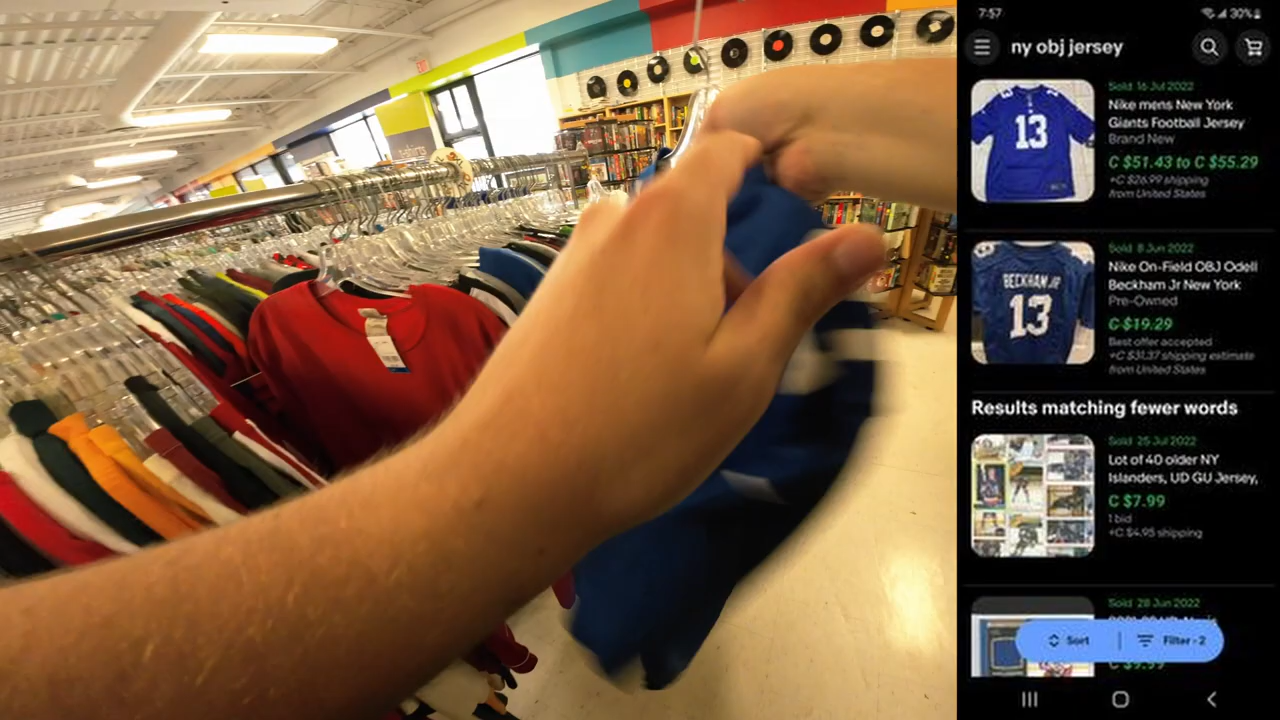 7:57
30%
ny obj jersey
Sold 16 Jul 2022
Nike mens New York
Giants Football Jersey
Brand New
C $51.43 to C $55.29
+C $26.99 shipping
from United States
13
Sold 8 Jun 2022
Nike On-Field OBJ Odell
Beckham Jr New York
Pre-Owned
C $19.29
Best offer accepted
+C $31.37 shipping estimate
from United States
BECKHAM JR
13
Results matching fewer words
Sold 25 Jul 2022
Lot of 40 older NY
Islanders, UD GU Jersey,
C $7.99
1 bid
+C $4.95 shipping
Sold 28 Jun 2022
Sort
Filter • 2
C $9.99